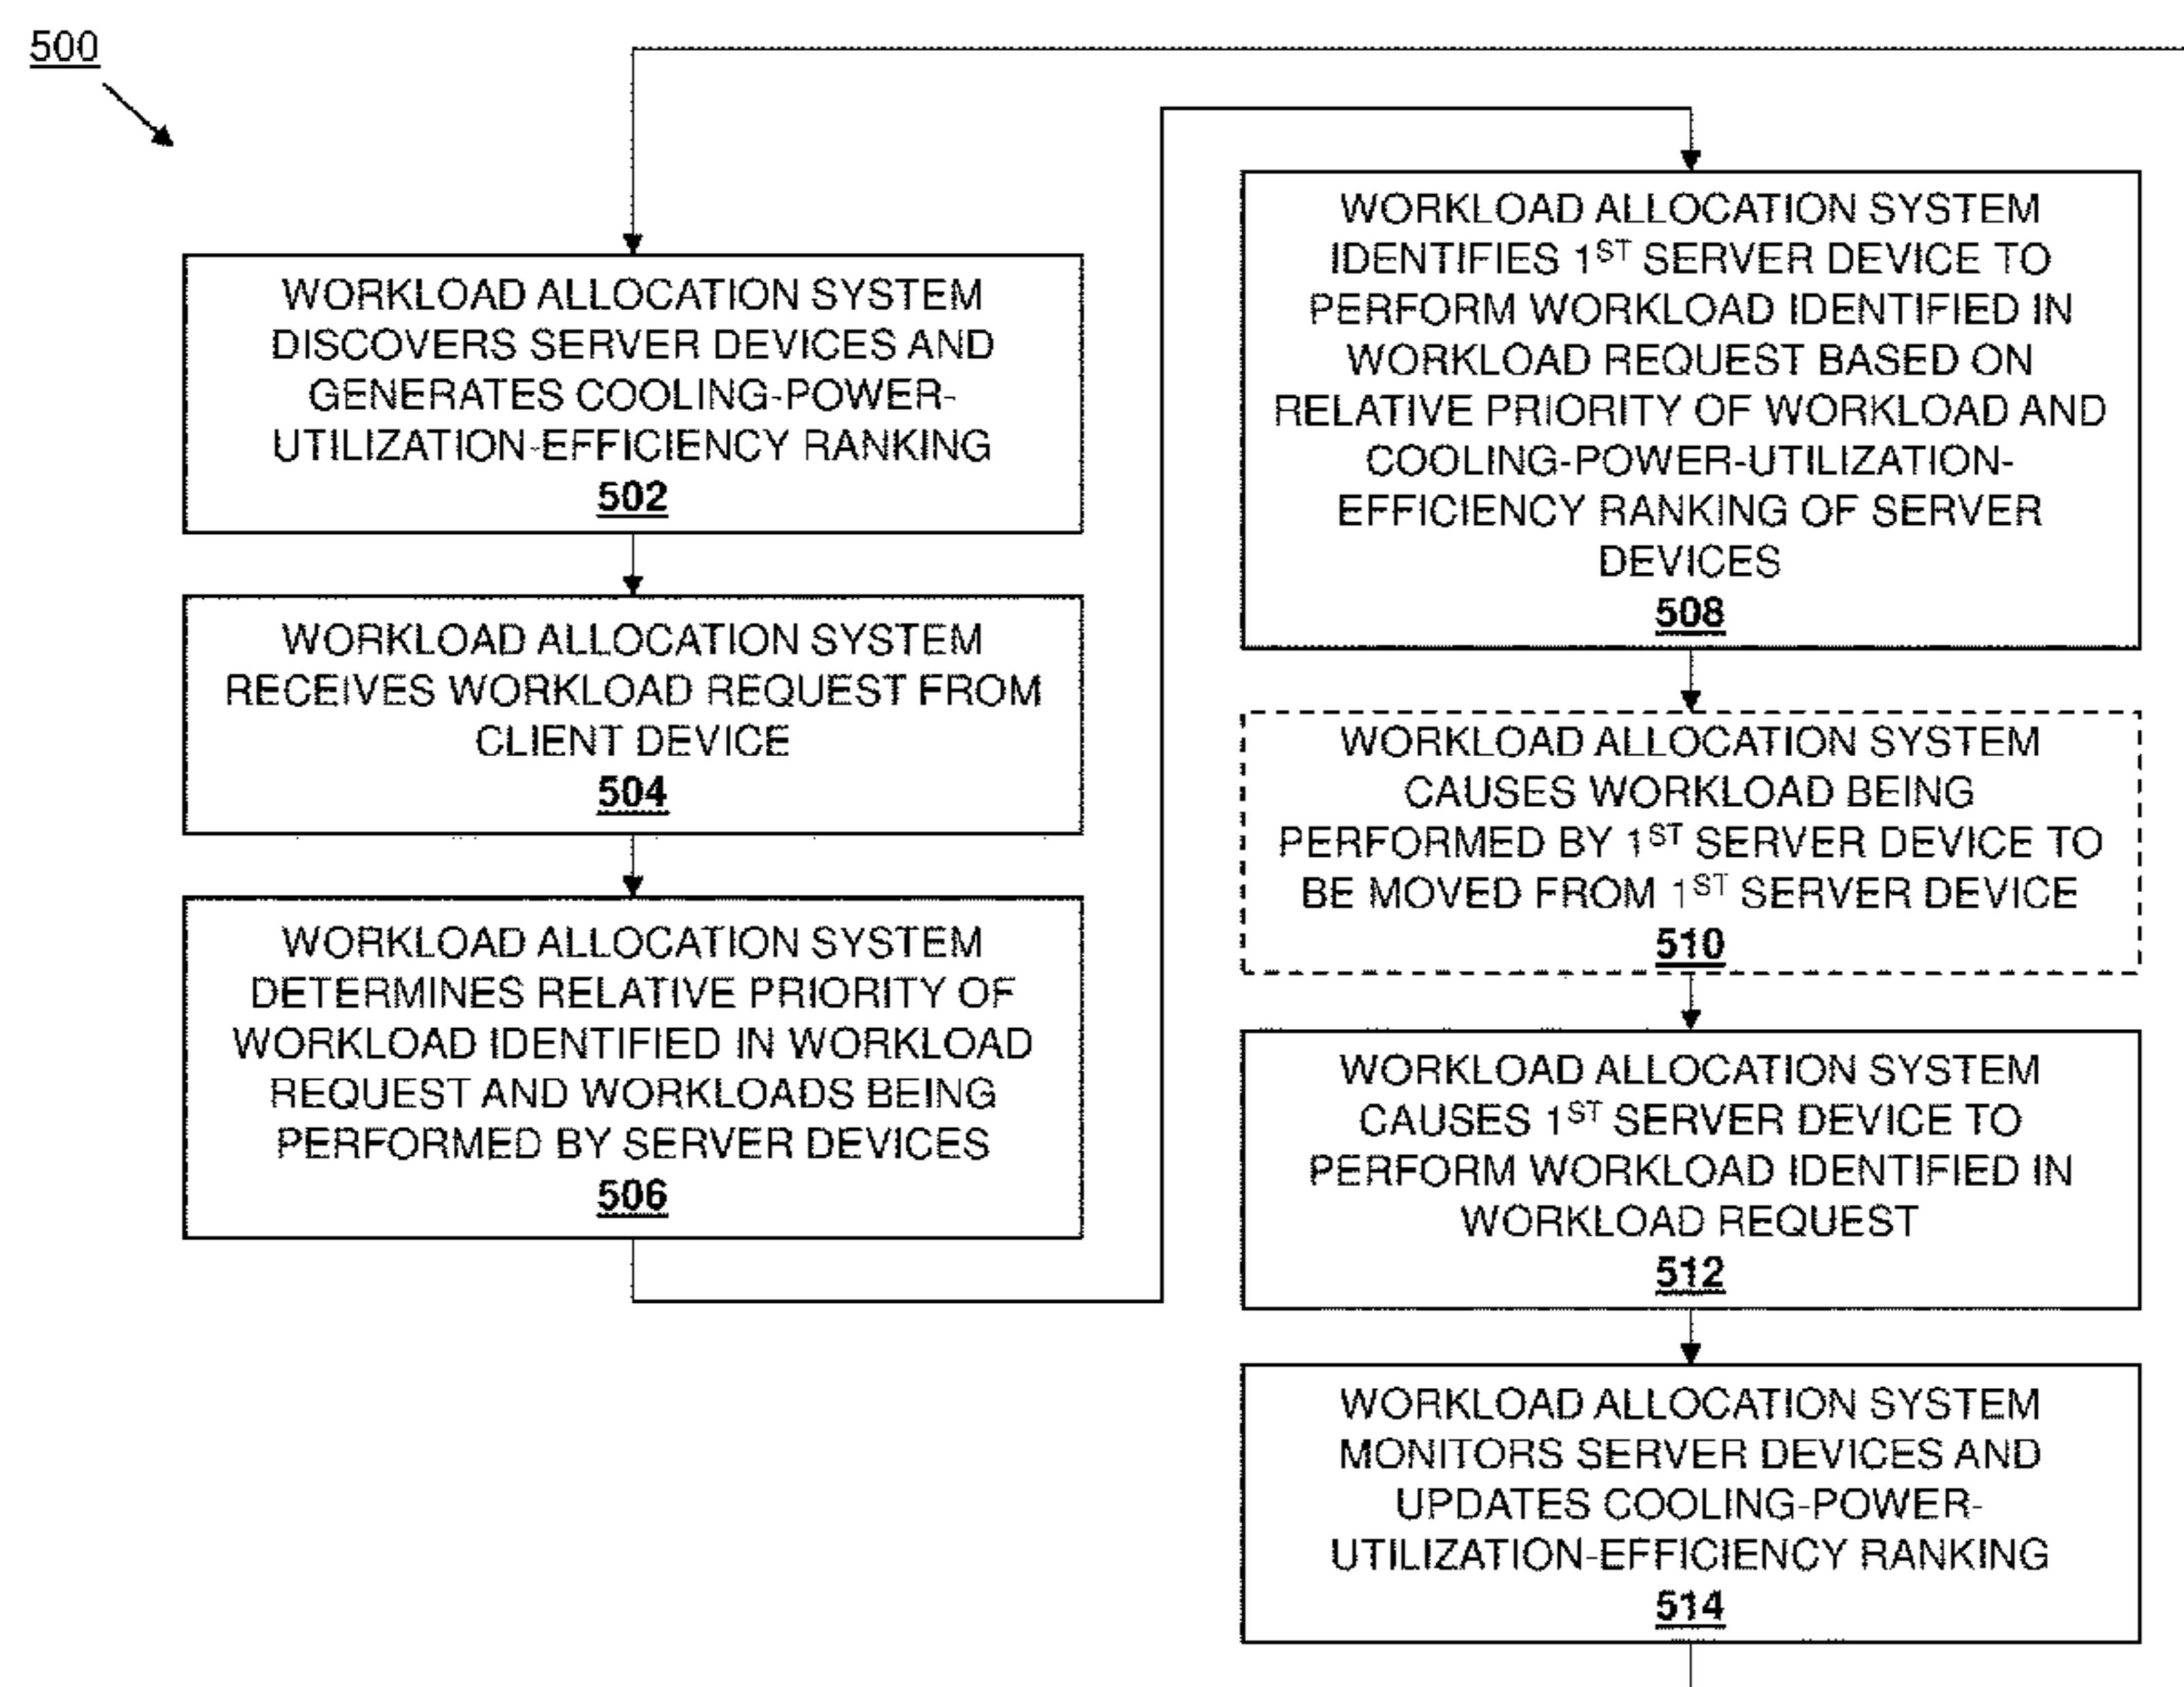 500
WORKLOAD ALLOCATION SYSTEM
DISCOVERS SERVER DEVICES AND
GENERATES COOLING-POWER-
UTILIZATION-EFFICIENCY RANKING
502
WORKLOAD ALLOCATION SYSTEM
RECEIVES WORKLOAD REQUEST FROM
CLIENT DEVICE
504
WORKLOAD ALLOCATION SYSTEM
DETERMINES RELATIVE PRIORITY OF
WORKLOAD IDENTIFIED IN WORKLOAD
REQUEST AND WORKLOADS BEING
PERFORMED BY SERVER DEVICES
506
WORKLOAD ALLOCATION SYSTEM
IDENTIFIES 1ST SERVER DEVICE TO
PERFORM WORKLOAD IDENTIFIED IN
WORKLOAD REQUEST BASED ON
RELATIVE PRIORITY OF WORKLOAD AND
COOLING-POWER-UTILIZATION-
EFFICIENCY RANKING OF SERVER
DEVICES
508
WORKLOAD ALLOCATION SYSTEM
CAUSES WORKLOAD BEING
PERFORMED BY 1ST SERVER DEVICE TO
BE MOVED FROM 1ST SERVER DEVICE
510
WORKLOAD ALLOCATION SYSTEM
CAUSES 1ST SERVER DEVICE TO
PERFORM WORKLOAD IDENTIFIED IN
WORKLOAD REQUEST
512
WORKLOAD ALLOCATION SYSTEM
MONITORS SERVER DEVICES AND
UPDATES COOLING-POWER-
UTILIZATION-EFFICIENCY RANKING
514